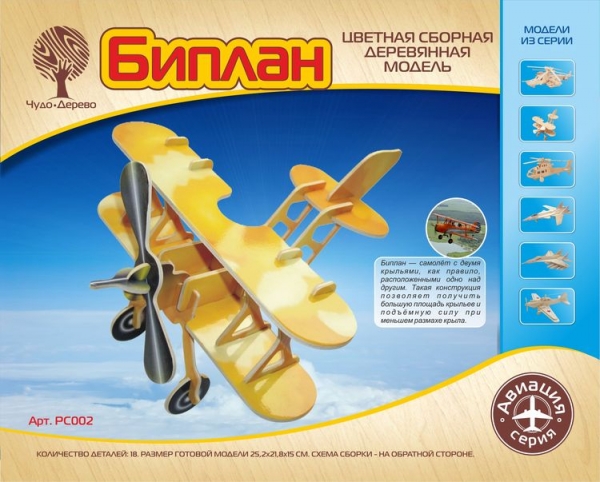 Чудо-Дерево
Биплан
ЦВЕТНАЯ СБОРНАЯ
ДЕРЕВЯННАЯ
МОДЕЛЬ
МОДЕЛИ
ИЗ СЕРИИ
Биплан — самолёт с двумя
крыльями, как правило,
расположенными одно над
другим. Такая конструкция
позволяет получить
большую площадь крыльев и
подъёмную силу при
меньшем размахе крыла.
Авиация
серия
Арт. PC002
КОЛИЧЕСТВО ДЕТАЛЕЙ: 18. РАЗМЕР ГОТОВОЙ МОДЕЛИ 25,2х21,8х15 СМ. СХЕМА СБОРКИ - НА ОБРАТНОЙ СТОРОНЕ.